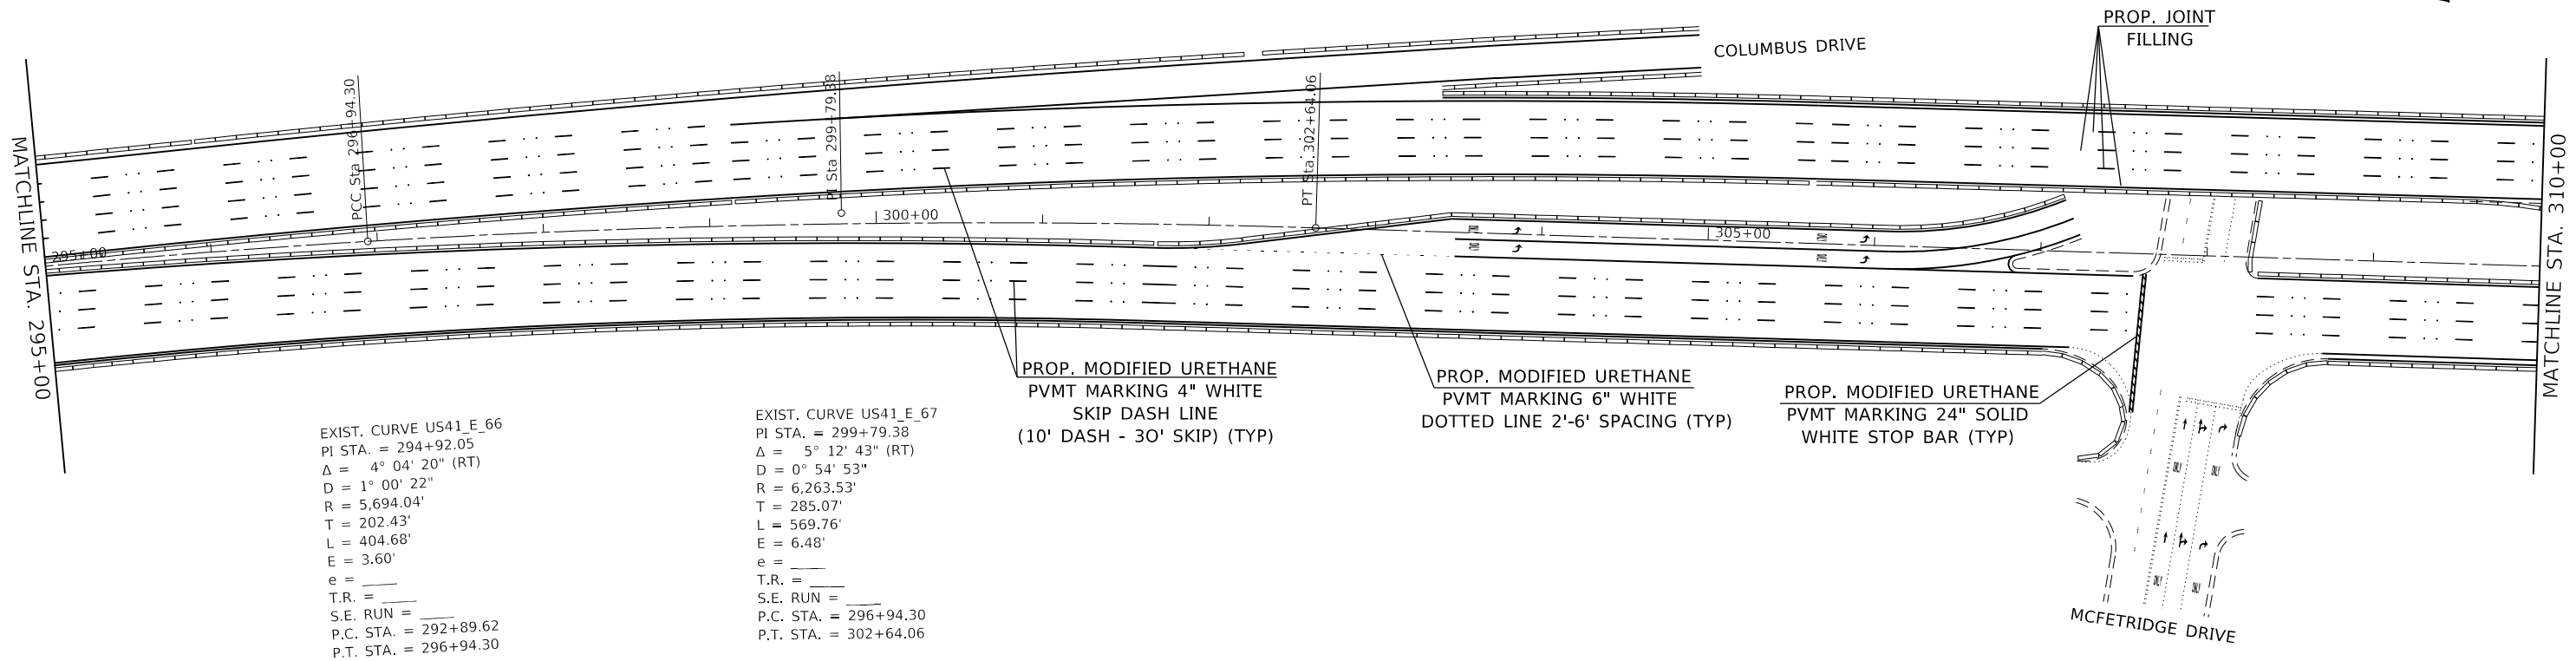 PROP. JOINT
FILLING
COLUMBUS DRIVE
MATCHLINE STA. 295+00
PCC Sta 296+94.30
PI Sta 299+79.38
PT Sta.302+64.06
295+00
300+00
305+00
MATCHLINE STA. 310+00
PROP. MODIFIED URETHANE
PVMT MARKING 4" WHITE
SKIP DASH LINE
(10' DASH - 30' SKIP) (TYP)
PROP. MODIFIED URETHANE
PVMT MARKING 6" WHITE
DOTTED LINE 2'-6' SPACING (TYP)
PROP. MODIFIED URETHANE
PVMT MARKING 24" SOLID
WHITE STOP BAR (TYP)
EXIST. CURVE US41_E_66
PI STA. = 294+92.05
Δ = 4° 04' 20" (RT)
D = 1° 00' 22"
R = 5,694.04'
T = 202.43'
L = 404.68'
E = 3.60'
e = ____
T.R. = ____
S.E. RUN = ____
P.C. STA. = 292+89.62
P.T. STA. = 296+94.30
EXIST. CURVE US41_E_67
PI STA. = 299+79.38
Δ = 5° 12' 43" (RT)
D = 0° 54' 53"
R = 6,263.53'
T = 285.07'
L = 569.76'
E = 6.48'
e = ____
T.R. = ____
S.E. RUN = ____
P.C. STA. = 296+94.30
P.T. STA. = 302+64.06
MCFETRIDGE DRIVE